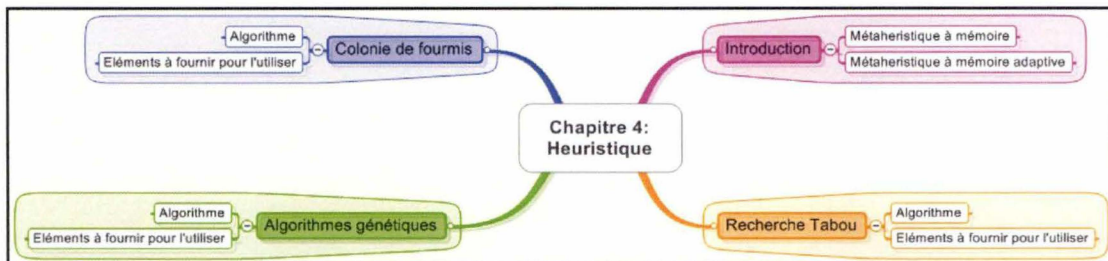 Colonie de fourmis
Algorithme
Eléments à fournir pour l'utiliser
Introduction
Métaheristique à mémoire
Métaheristique à mémoire adaptive
Chapitre 4:
Heuristique
Algorithmes génétiques
Algorithme
Eléments à fournir pour l'utiliser
Recherche Tabou
Algorithme
Eléments à fournir pour l'utiliser